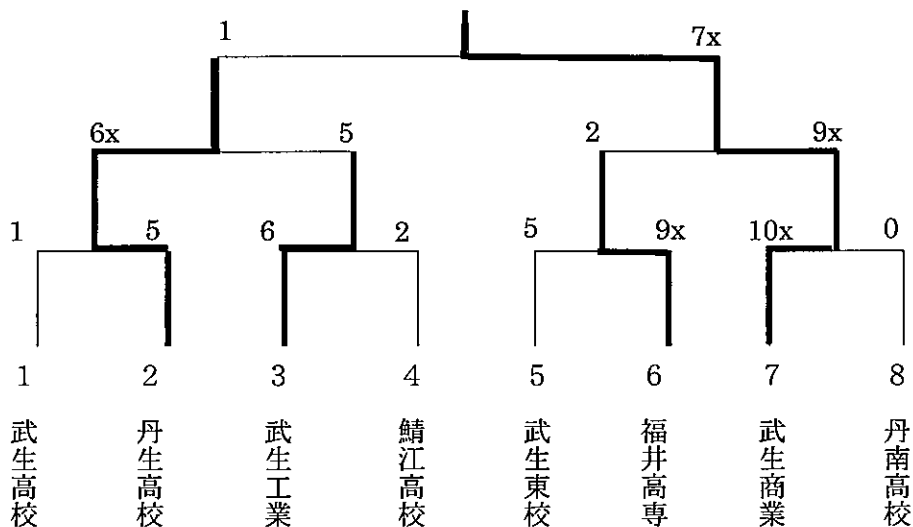 1 7x
6x 5 2 9x
1 5 6 2 5 9x 10x 0
1 2 3 4 5 6 7 8
武生高校
丹生高校
武生工業
鯖江高校
武生東校
福井高専
武生商業
丹南高校